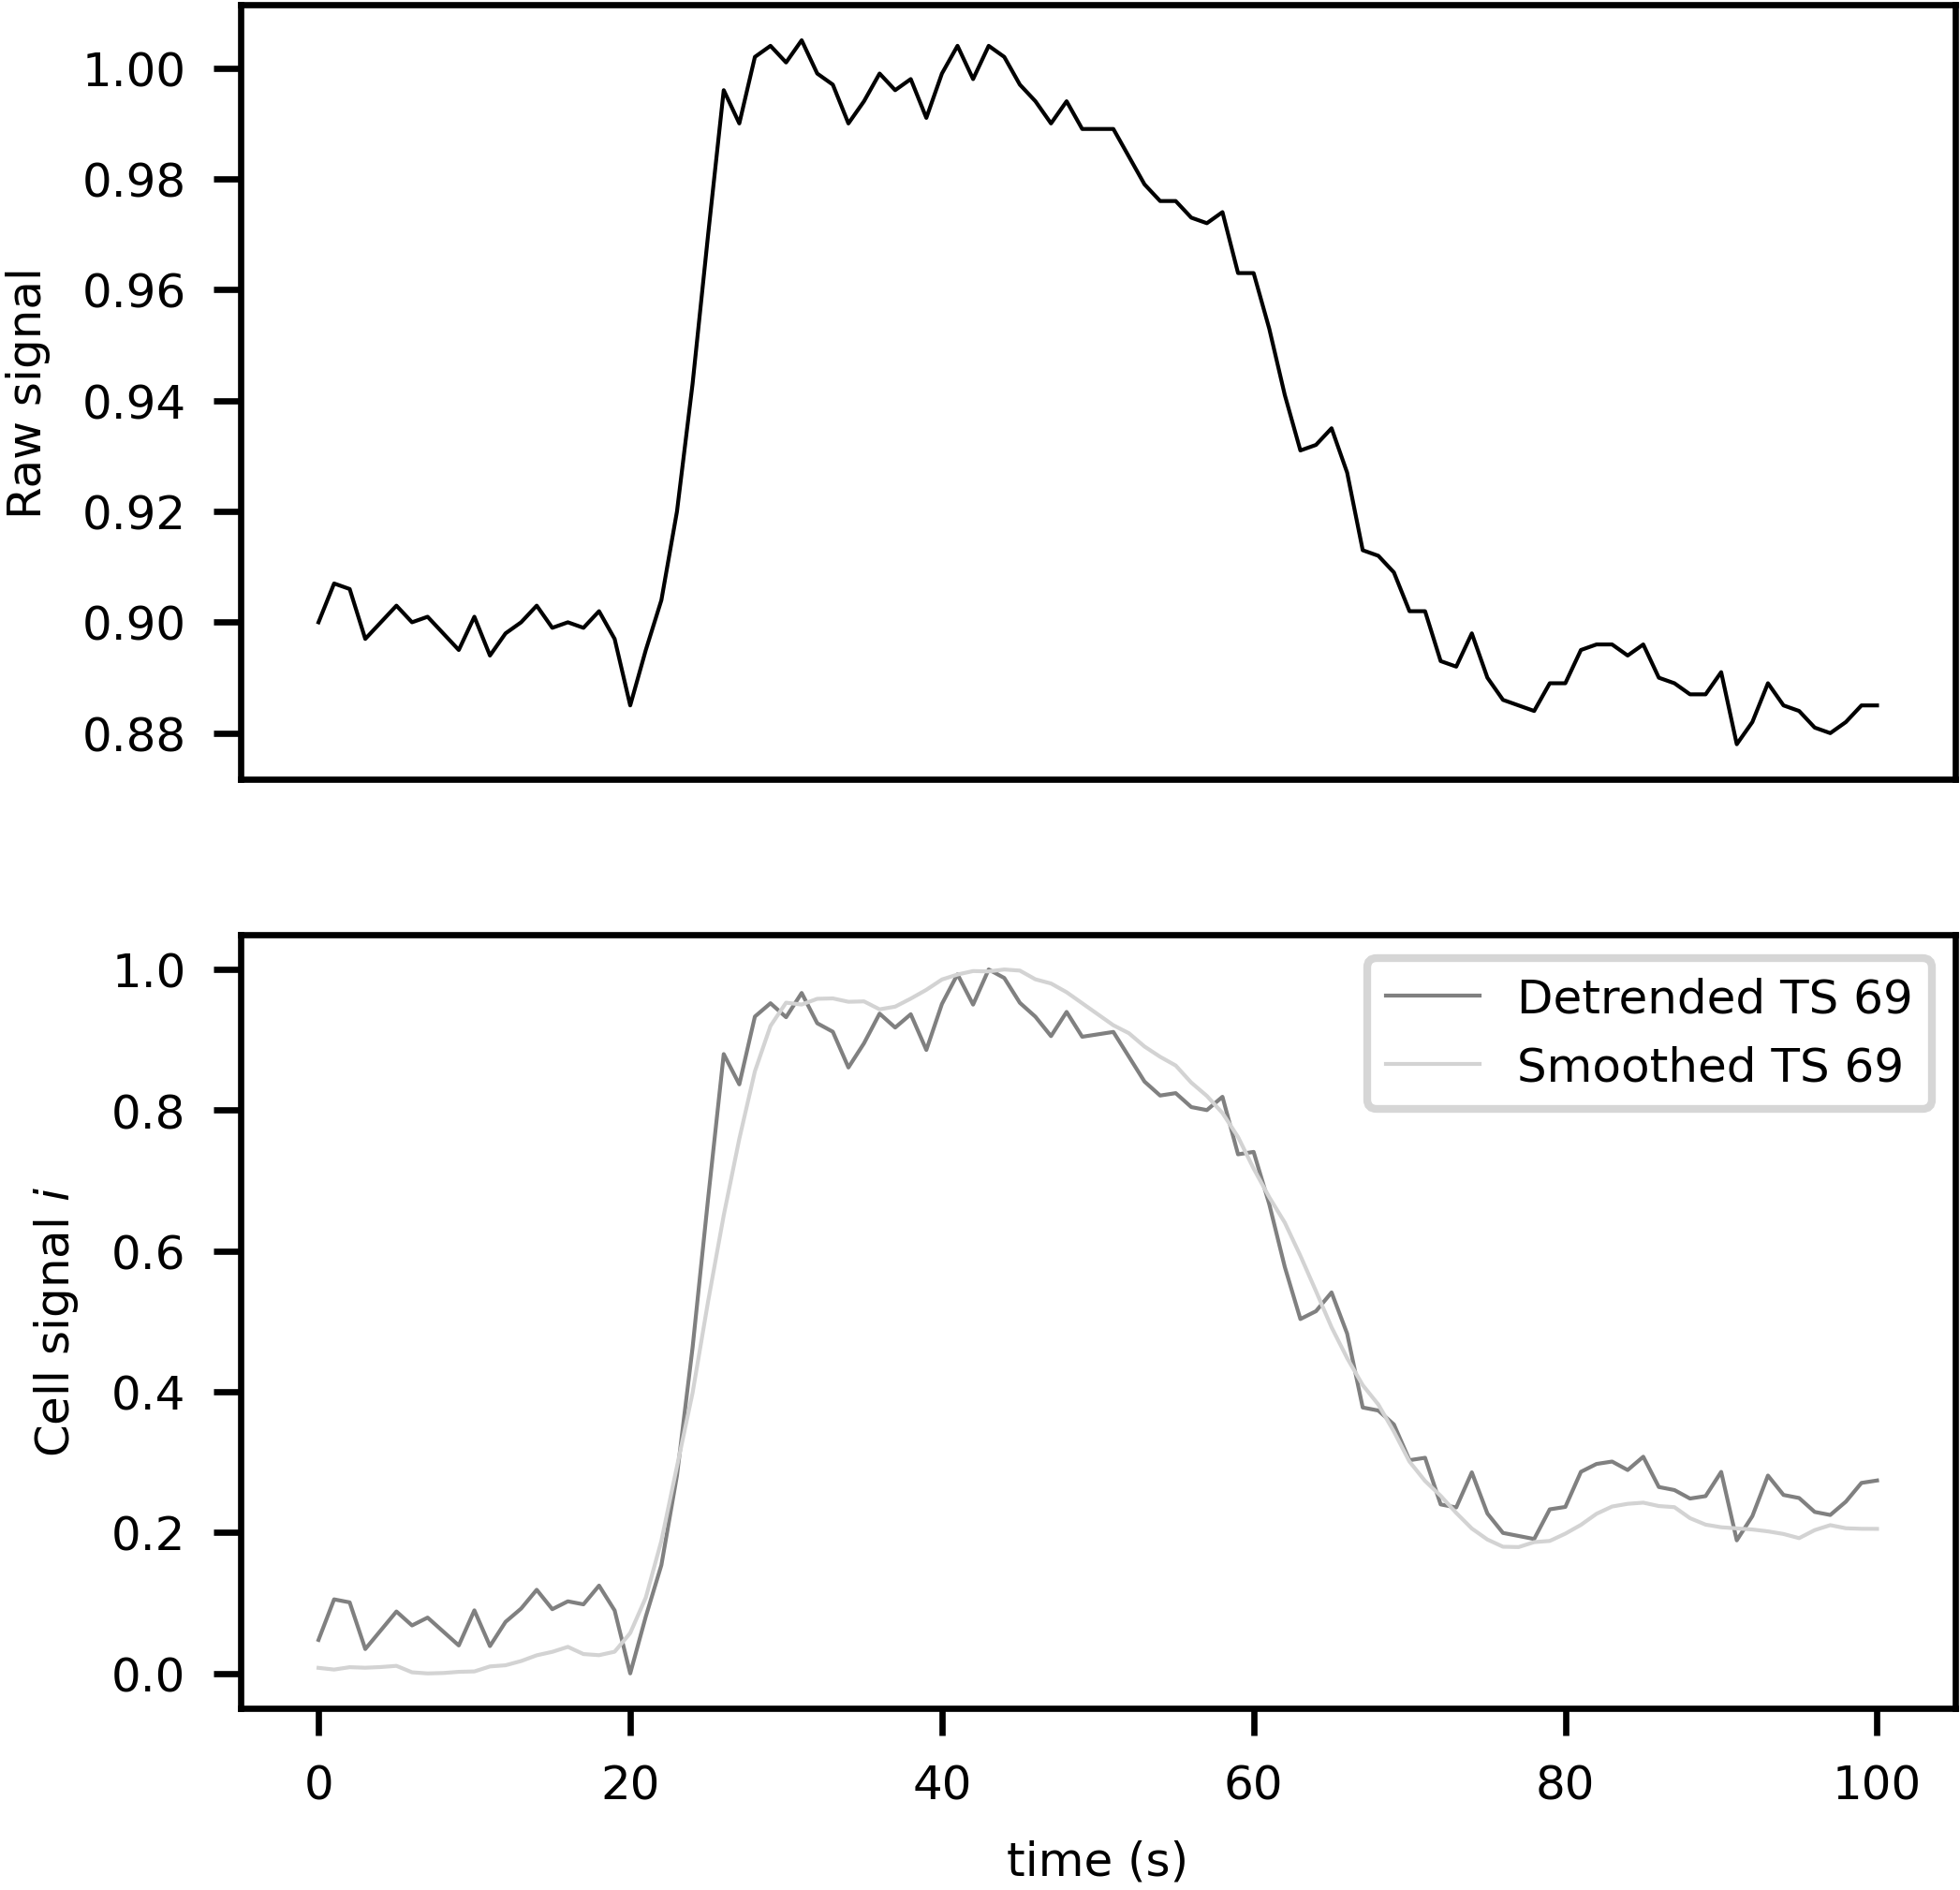 Raw signal
1.00
0.98
0.96
0.94
0.92
0.90
0.88
Cell signal i
1.0
0.8
0.6
0.4
0.2
0.0
Detrended TS 69
Smoothed TS 69
0 20 40 60 80 100
time (s)